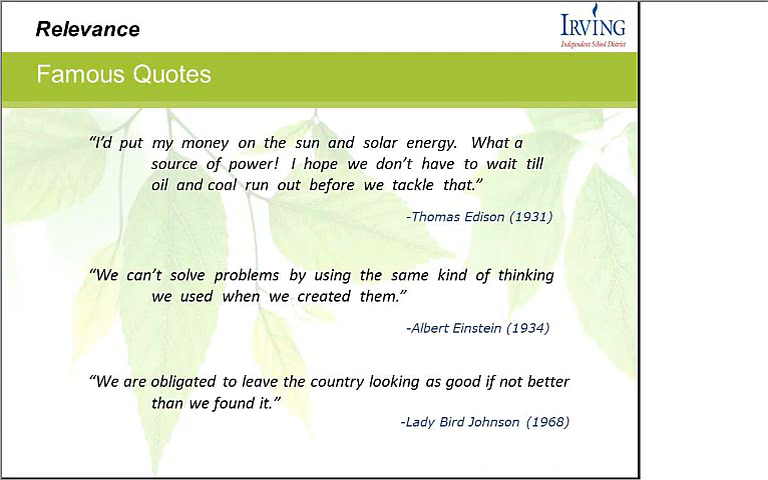 Relevance
IRVING
Independent School District
Famous Quotes
“I’d put my money on the sun and solar energy. What a
source of power! I hope we don’t have to wait till
oil and coal run out before we tackle that.”
-Thomas Edison (1931)
“We can’t solve problems by using the same kind of thinking
we used when we created them.”
-Albert Einstein (1934)
“We are obligated to leave the country looking as good if not better
than we found it.”
-Lady Bird Johnson (1968)